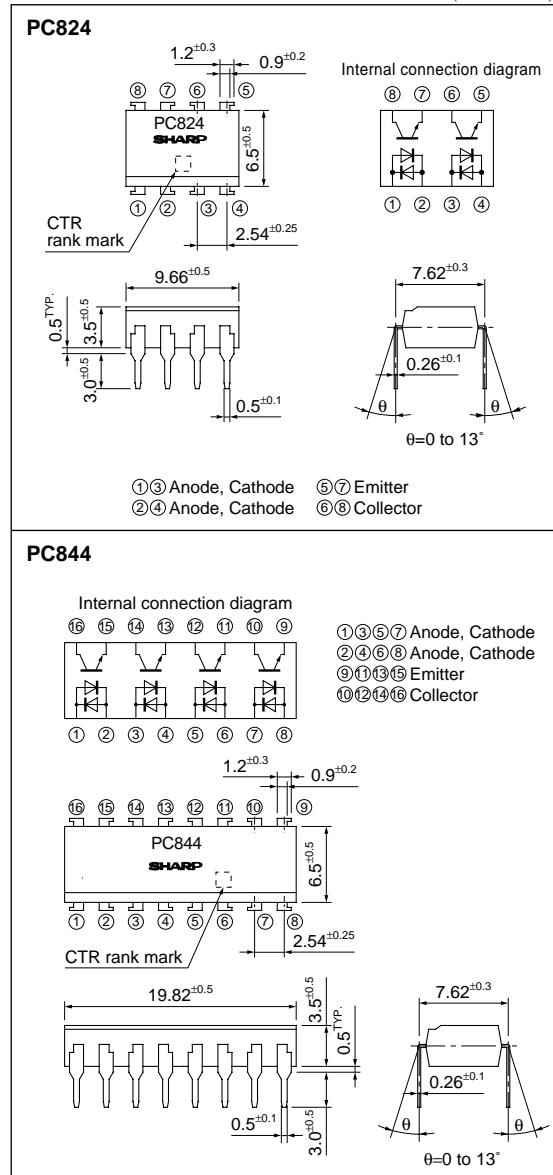 PC824
1.2±0.3
0.9±0.2
Internal connection diagram
⑧ ⑦ ⑥ ⑤
⑧ ⑦ ⑥ ⑤
PC824
SHARP
6.5±0.5
① ② ③ ④
① ② ③ ④
CTR
rank mark
2.54±0.25
9.66±0.5
7.62±0.3
0.5TYP.
3.5±0.5
3.0±0.5
0.26±0.1
0.5±0.1
θ θ
θ=0 to 13°
①③ Anode, Cathode ⑤⑦ Emitter
②④ Anode, Cathode ⑥⑧ Collector
PC844
Internal connection diagram
⑯ ⑮ ⑭ ⑬ ⑫ ⑪ ⑩ ⑨
①③⑤⑦ Anode, Cathode
②④⑥⑧ Anode, Cathode
⑨⑪⑬⑮ Emitter
⑩⑫⑭⑯ Collector
① ② ③ ④ ⑤ ⑥ ⑦ ⑧
1.2±0.3
0.9±0.2
⑯ ⑮ ⑭ ⑬ ⑫ ⑪ ⑩ ⑨
PC844
SHARP
6.5±0.5
① ② ③ ④ ⑤ ⑥ ⑦ ⑧
2.54±0.25
CTR rank mark
19.82±0.5
3.5±0.5
0.5TYP.
7.62±0.3
0.26±0.1
0.5±0.1
3.0±0.5
θ θ
θ=0 to 13°